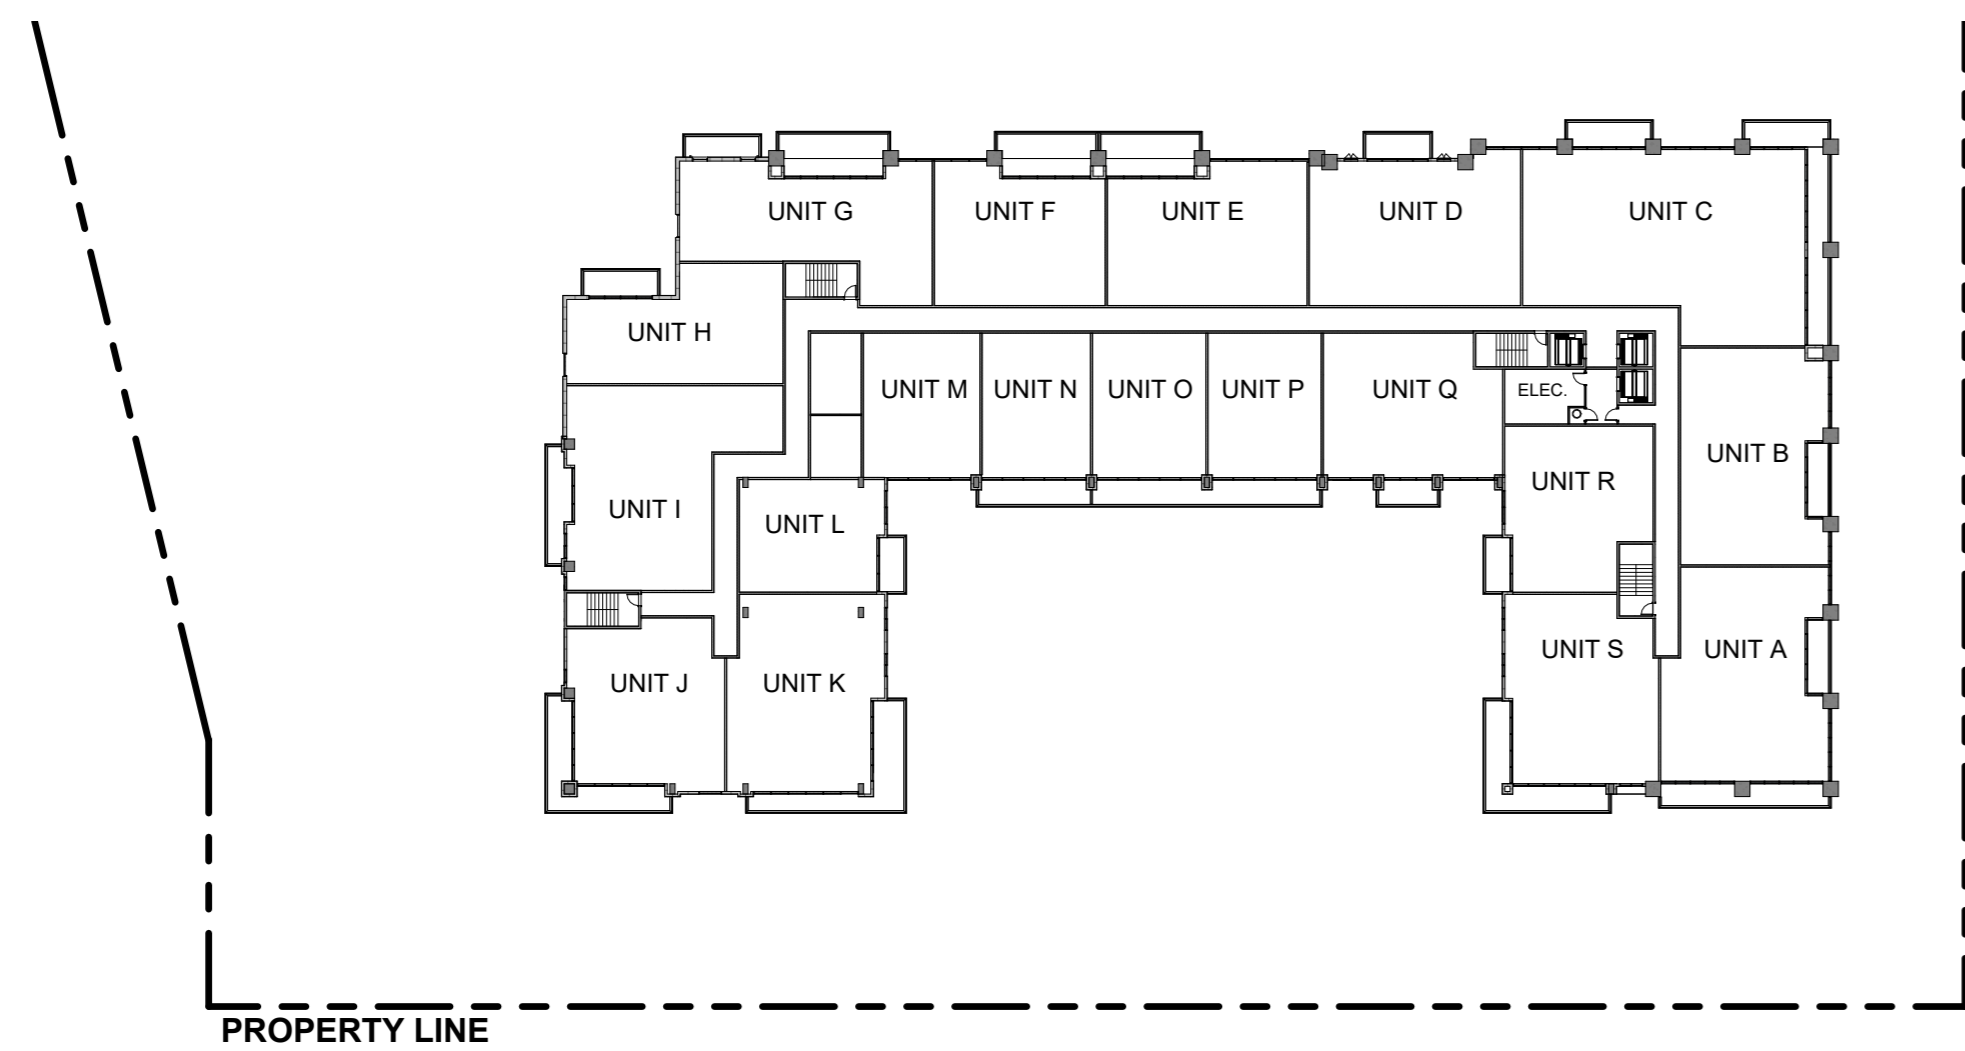 UNIT G
UNIT F
UNIT E
UNIT D
UNIT C
UNIT H
UNIT M
UNIT N
UNIT O
UNIT P
UNIT Q
ELEC.
UNIT B
UNIT R
UNIT I
UNIT L
UNIT S
UNIT A
UNIT J
UNIT K
PROPERTY LINE